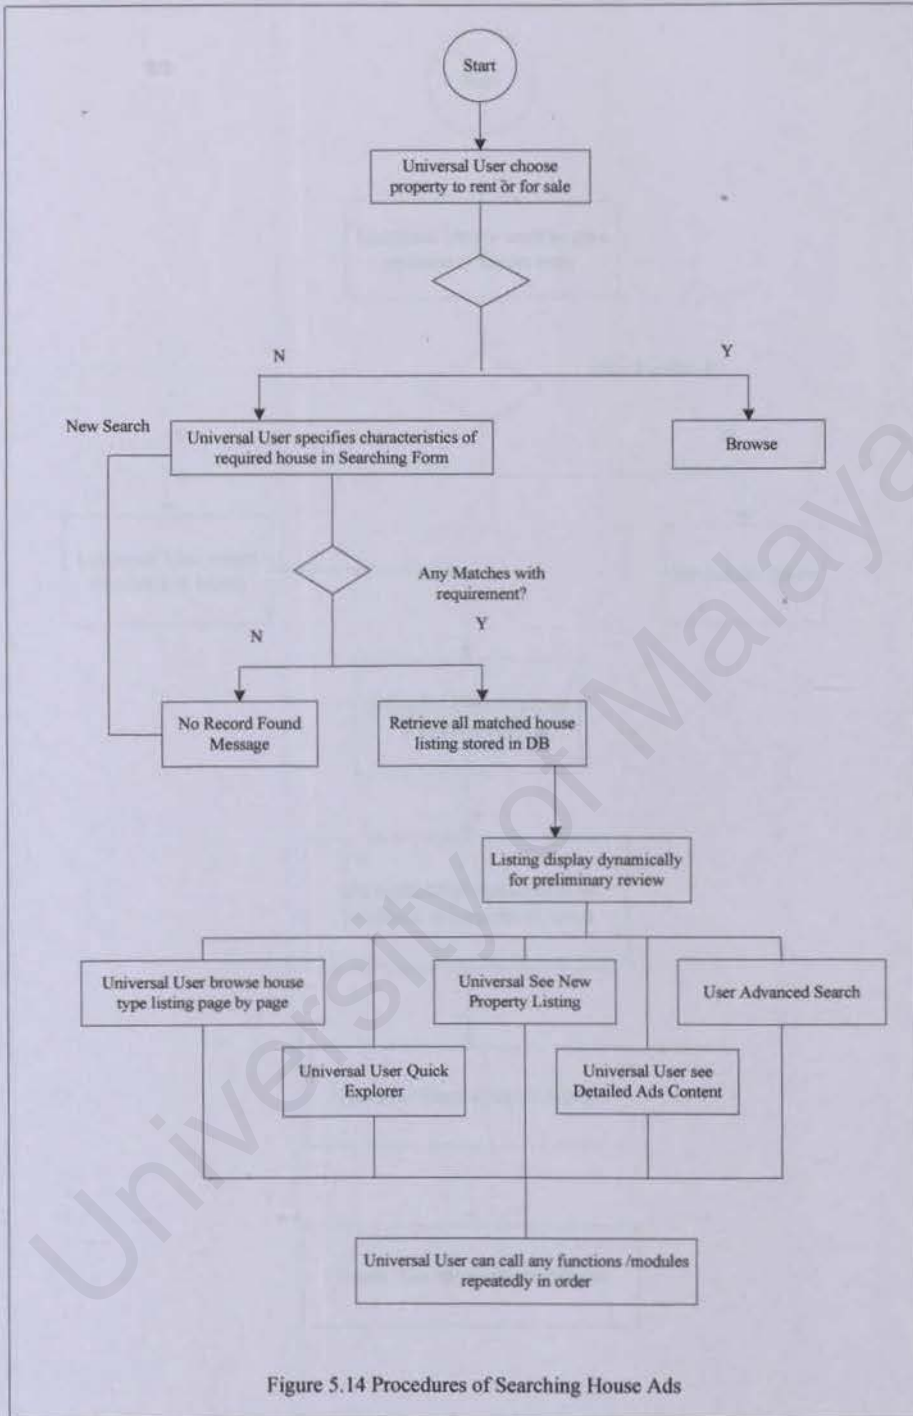 Start
Universal User choose
property to rent or for sale
N
Y
New Search
Universal User specifies characteristics of
required house in Searching Form
Browse
Any Matches with
requirement?
N
Y
No Record Found
Message
Retrieve all matched house
listing stored in DB
Listing display dynamically
for preliminary review
Universal User browse house
type listing page by page
Universal See New
Property Listing
User Advanced Search
Universal User Quick
Explorer
Universal User see
Detailed Ads Content
Universal User can call any functions /modules
repeatedly in order
Figure 5.14 Procedures of Searching House Ads
University of Malaya